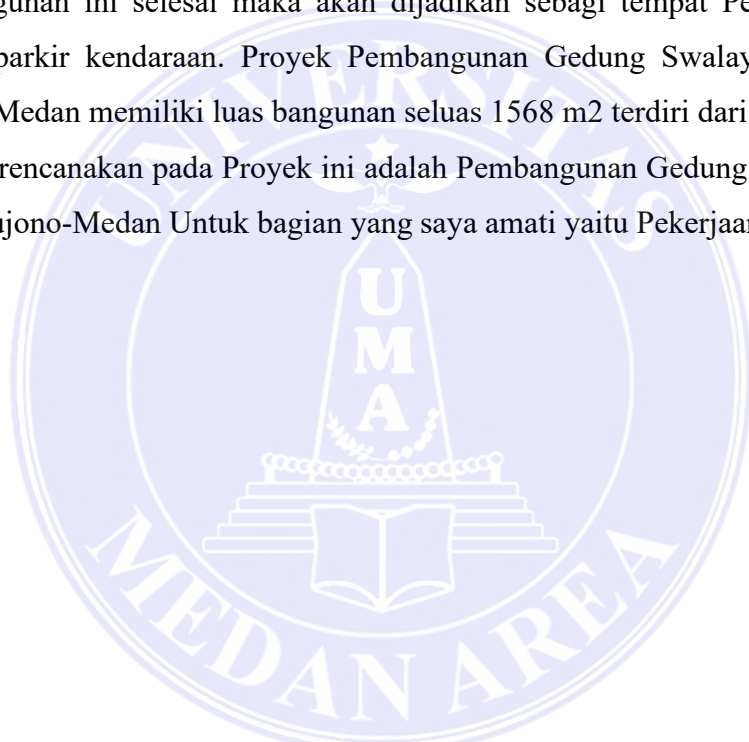 gunan ini selesai maka akan dijadikan sebagi tempat Pe
parkir kendaraan. Proyek Pembangunan Gedung Swalay
Medan memiliki luas bangunan seluas 1568 m2 terdiri dari
rencanakan pada Proyek ini adalah Pembangunan Gedung
ujono-Medan Untuk bagian yang saya amati yaitu Pekerjaan
UNIVERSITAS
UMA
MEDAN AREA